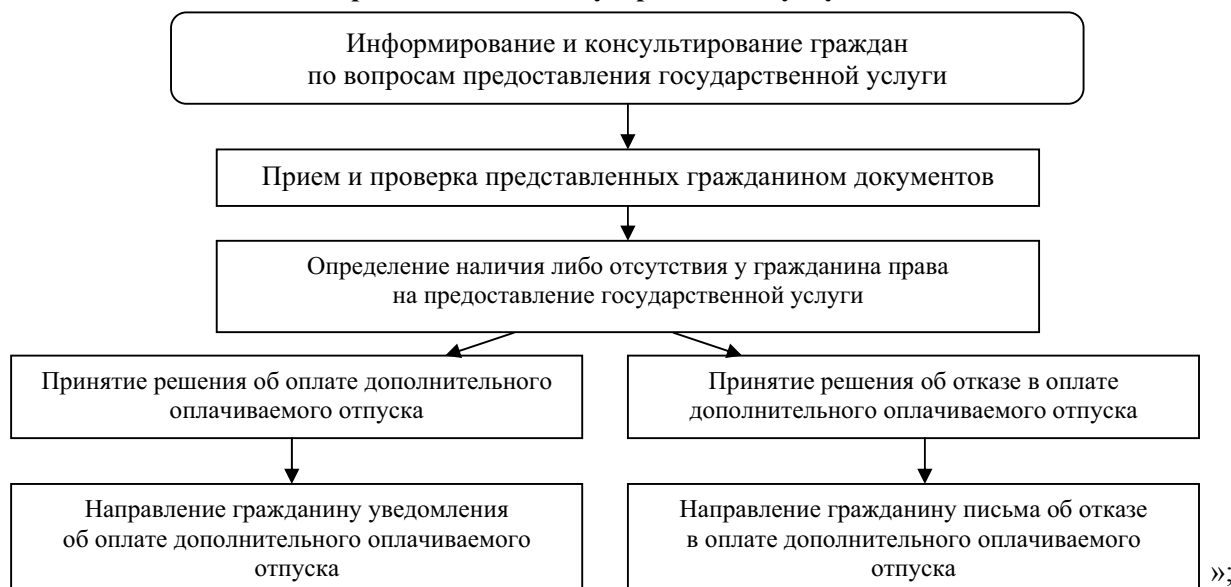 Информирование и консультирование граждан
по вопросам предоставления государственной услуги
Прием и проверка представленных гражданином документов
Определение наличия либо отсутствия у гражданина права
на предоставление государственной услуги
Принятие решения об оплате дополнительного
оплачиваемого отпуска
Принятие решения об отказе в оплате
дополнительного оплачиваемого отпуска
Направление гражданину уведомления
об оплате дополнительного оплачиваемого
отпуска
Направление гражданину письма об отказе
в оплате дополнительного оплачиваемого
отпуска
»;